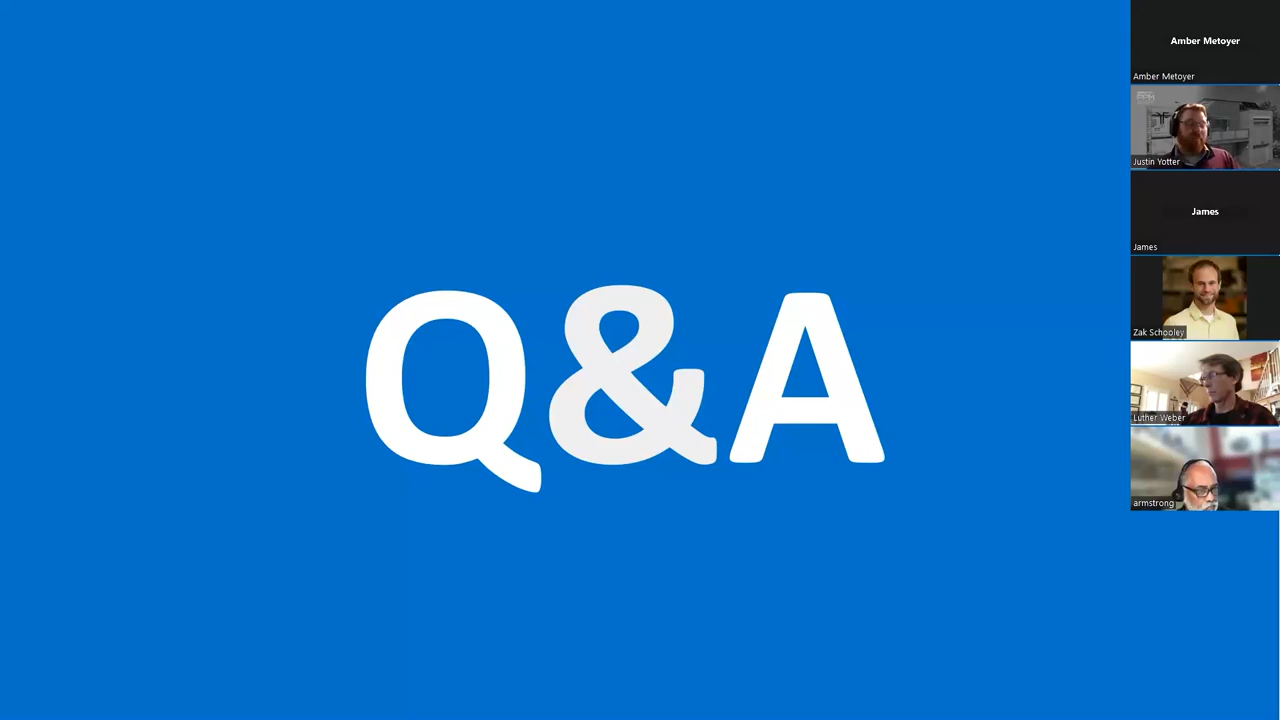 Q&A
Amber Metoyer
Amber Metoyer
Justin Yotter
James
James
Zak Schooley
Luther Weber
armstrong